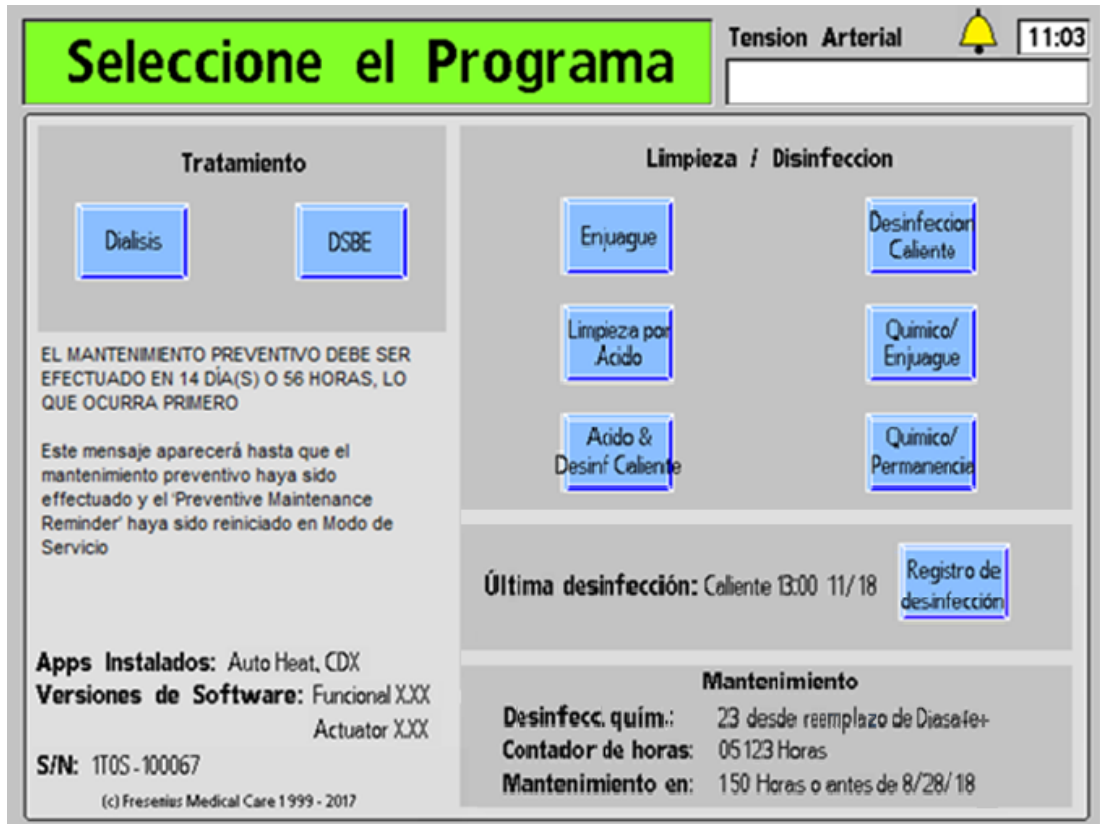 Seleccione el Programa
Tension Arterial
11:03
Tratamiento
Dialisis
DSBE
EL MANTENIMIENTO PREVENTIVO DEBE SER
EFECTUADO EN 14 DÍA(S) O 56 HORAS, LO
QUE OCURRA PRIMERO
Este mensaje aparecerá hasta que el
mantenimiento preventivo haya sido
effectuado y el 'Preventive Maintenance
Reminder' haya sido reiniciado en Modo de
Servicio
Apps Instalados: Auto Heat, CDX
Versiones de Software: Funcional X.XX
Actuator X.XX
S/N: 1T0S-100067
(c) Fresenius Medical Care 1999 - 2017
Limpieza / Disinfeccion
Enjuague
Desinfeccion
Caliente
Limpieza por
Acido
Quimico/
Enjuague
Acido &
Desinf Caliente
Quimico/
Permanencia
Última desinfección: Caliente 13:00 11/18
Registro de
desinfección
Mantenimiento
Desinfecc. quím.: 23 desde reemplazo de Diasafe+
Contador de horas: 05123 Horas
Mantenimiento en: 150 Horas o antes de 8/28/18